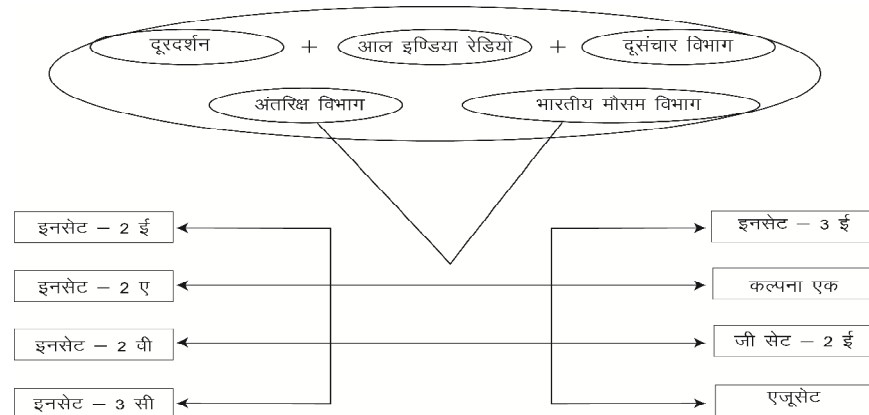 दूरदर्शन + आल इण्डिया रेडियों + दूसंचार विभाग
अंतरिक्ष विभाग भारतीय मौसम विभाग
इनसेट – 2 ई इनसेट – 3 ई
इनसेट – 2 ए कल्पना एक
इनसेट – 2 वी जी सेट – 2 ई
इनसेट – 3 सी एजूसेट